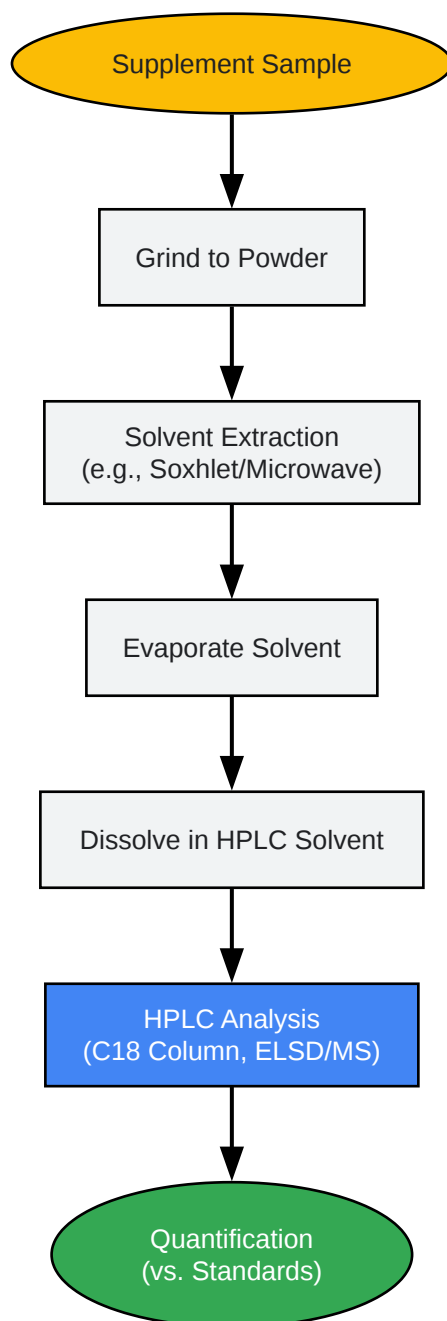 Supplement Sample
Grind to Powder
Solvent Extraction
(e.g., Soxhlet/Microwave)
Evaporate Solvent
Dissolve in HPLC Solvent
HPLC Analysis
(C18 Column, ELSD/MS)
Quantification
(vs. Standards)